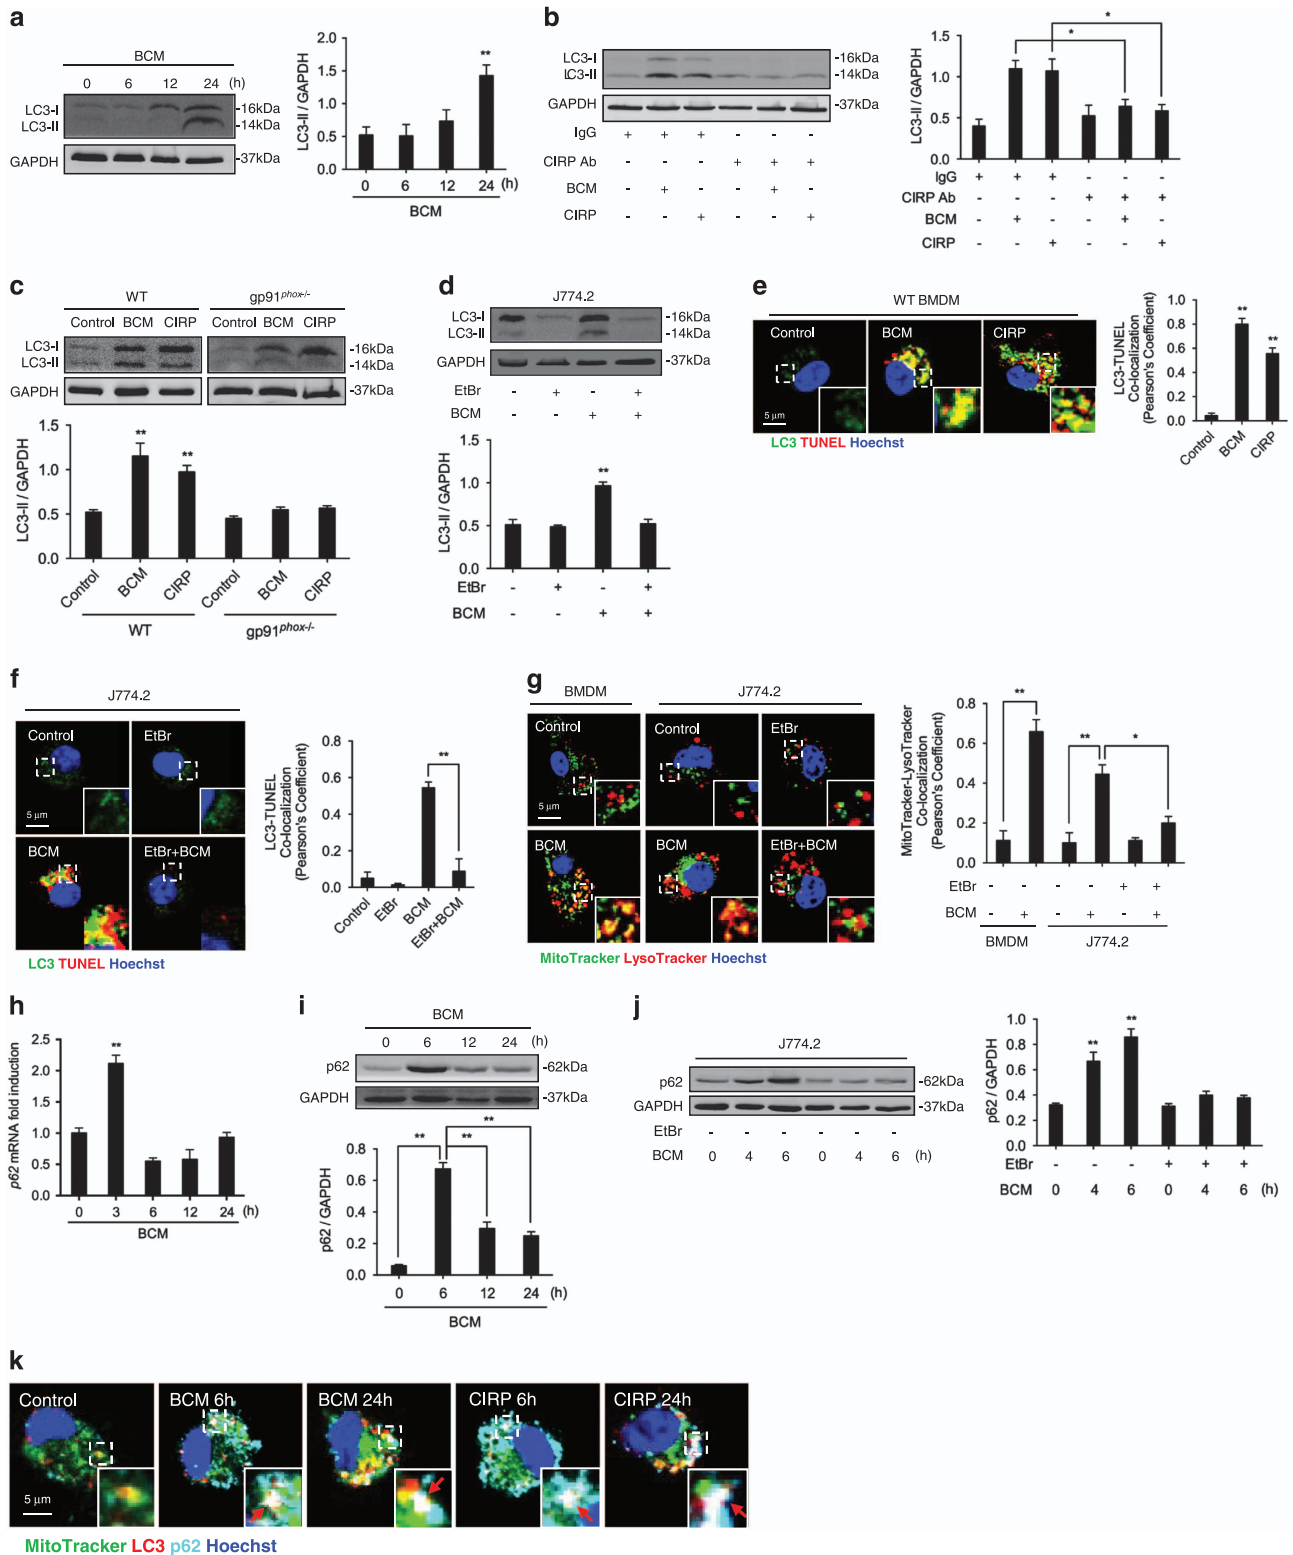 a
BCM
0 6 12 24 (h)
LC3-I
LC3-II
GAPDH
-16kDa
-14kDa
-37kDa
LC3-II / GAPDH
2.0
1.5
1.0
0.5
0.0
0 6 12 24 (h)
BCM
**
b
LC3-I
LC3-II
GAPDH
-16kDa
-14kDa
-37kDa
IgG + + + - - -
CIRP Ab - - - + + +
BCM - + - - + -
CIRP - - + - - +
LC3-II / GAPDH
1.5
1.0
0.5
0.0
* *
IgG + + + - - -
CIRP Ab - - - + + +
BCM - + - - + -
CIRP - - + - - +
c
WT gp91phox-/-
Control BCM CIRP Control BCM CIRP
LC3-I
LC3-II
GAPDH
-16kDa
-14kDa
-37kDa
LC3-II / GAPDH
1.5
1.0
0.5
0.0
** **
Control BCM CIRP Control BCM CIRP
WT gp91phox-/-
d
J774.2
LC3-I
LC3-II
GAPDH
-16kDa
-14kDa
-37kDa
EtBr - + - +
BCM - - + +
LC3-II / GAPDH
1.5
1.0
0.5
0.0
**
EtBr - + - +
BCM - - + +
e
WT BMDM
Control BCM CIRP
5 µm
LC3 TUNEL Hoechst
LC3-TUNEL
Co-localization
(Pearson's Coefficient)
1.0
0.8
0.6
0.4
0.2
0.0
** **
Control BCM CIRP
f
J774.2
Control EtBr
5 µm
BCM EtBr+BCM
LC3 TUNEL Hoechst
LC3-TUNEL
Co-localization
(Pearson's Coefficient)
0.8
0.6
0.4
0.2
0.0
**
Control EtBr BCM EtBr+BCM
g
BMDM J774.2
Control Control EtBr
5 µm
BCM BCM EtBr+BCM
MitoTracker LysoTracker Hoechst
MitoTracker-LysoTracker
Co-localization
(Pearson's Coefficient)
0.8
0.6
0.4
0.2
0.0
** ** *
EtBr - - - - + +
BCM - + - + - +
BMDM J774.2
h
p62 mRNA fold induction
2.5
2.0
1.5
1.0
0.5
0.0
**
0 3 6 12 24 (h)
BCM
i
BCM
0 6 12 24 (h)
p62
GAPDH
-62kDa
-37kDa
p62 / GAPDH
0.8
0.6
0.4
0.2
0.0
** ** **
0 6 12 24 (h)
BCM
j
J774.2
p62
GAPDH
-62kDa
-37kDa
EtBr - - - - - -
BCM 0 4 6 0 4 6 (h)
p62 / GAPDH
1.0
0.8
0.6
0.4
0.2
0.0
** **
EtBr - - - + + +
BCM 0 4 6 0 4 6 (h)
k
Control BCM 6h BCM 24h CIRP 6h CIRP 24h
5 µm
MitoTracker LC3 p62 Hoechst